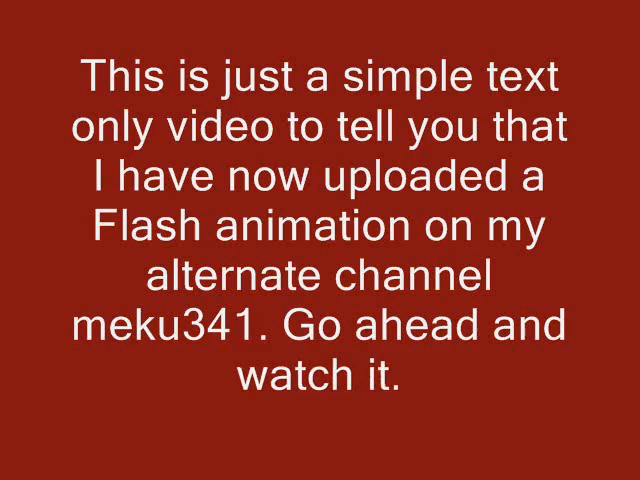 This is just a simple text
only video to tell you that
I have now uploaded a
Flash animation on my
alternate channel
meku341. Go ahead and
watch it.